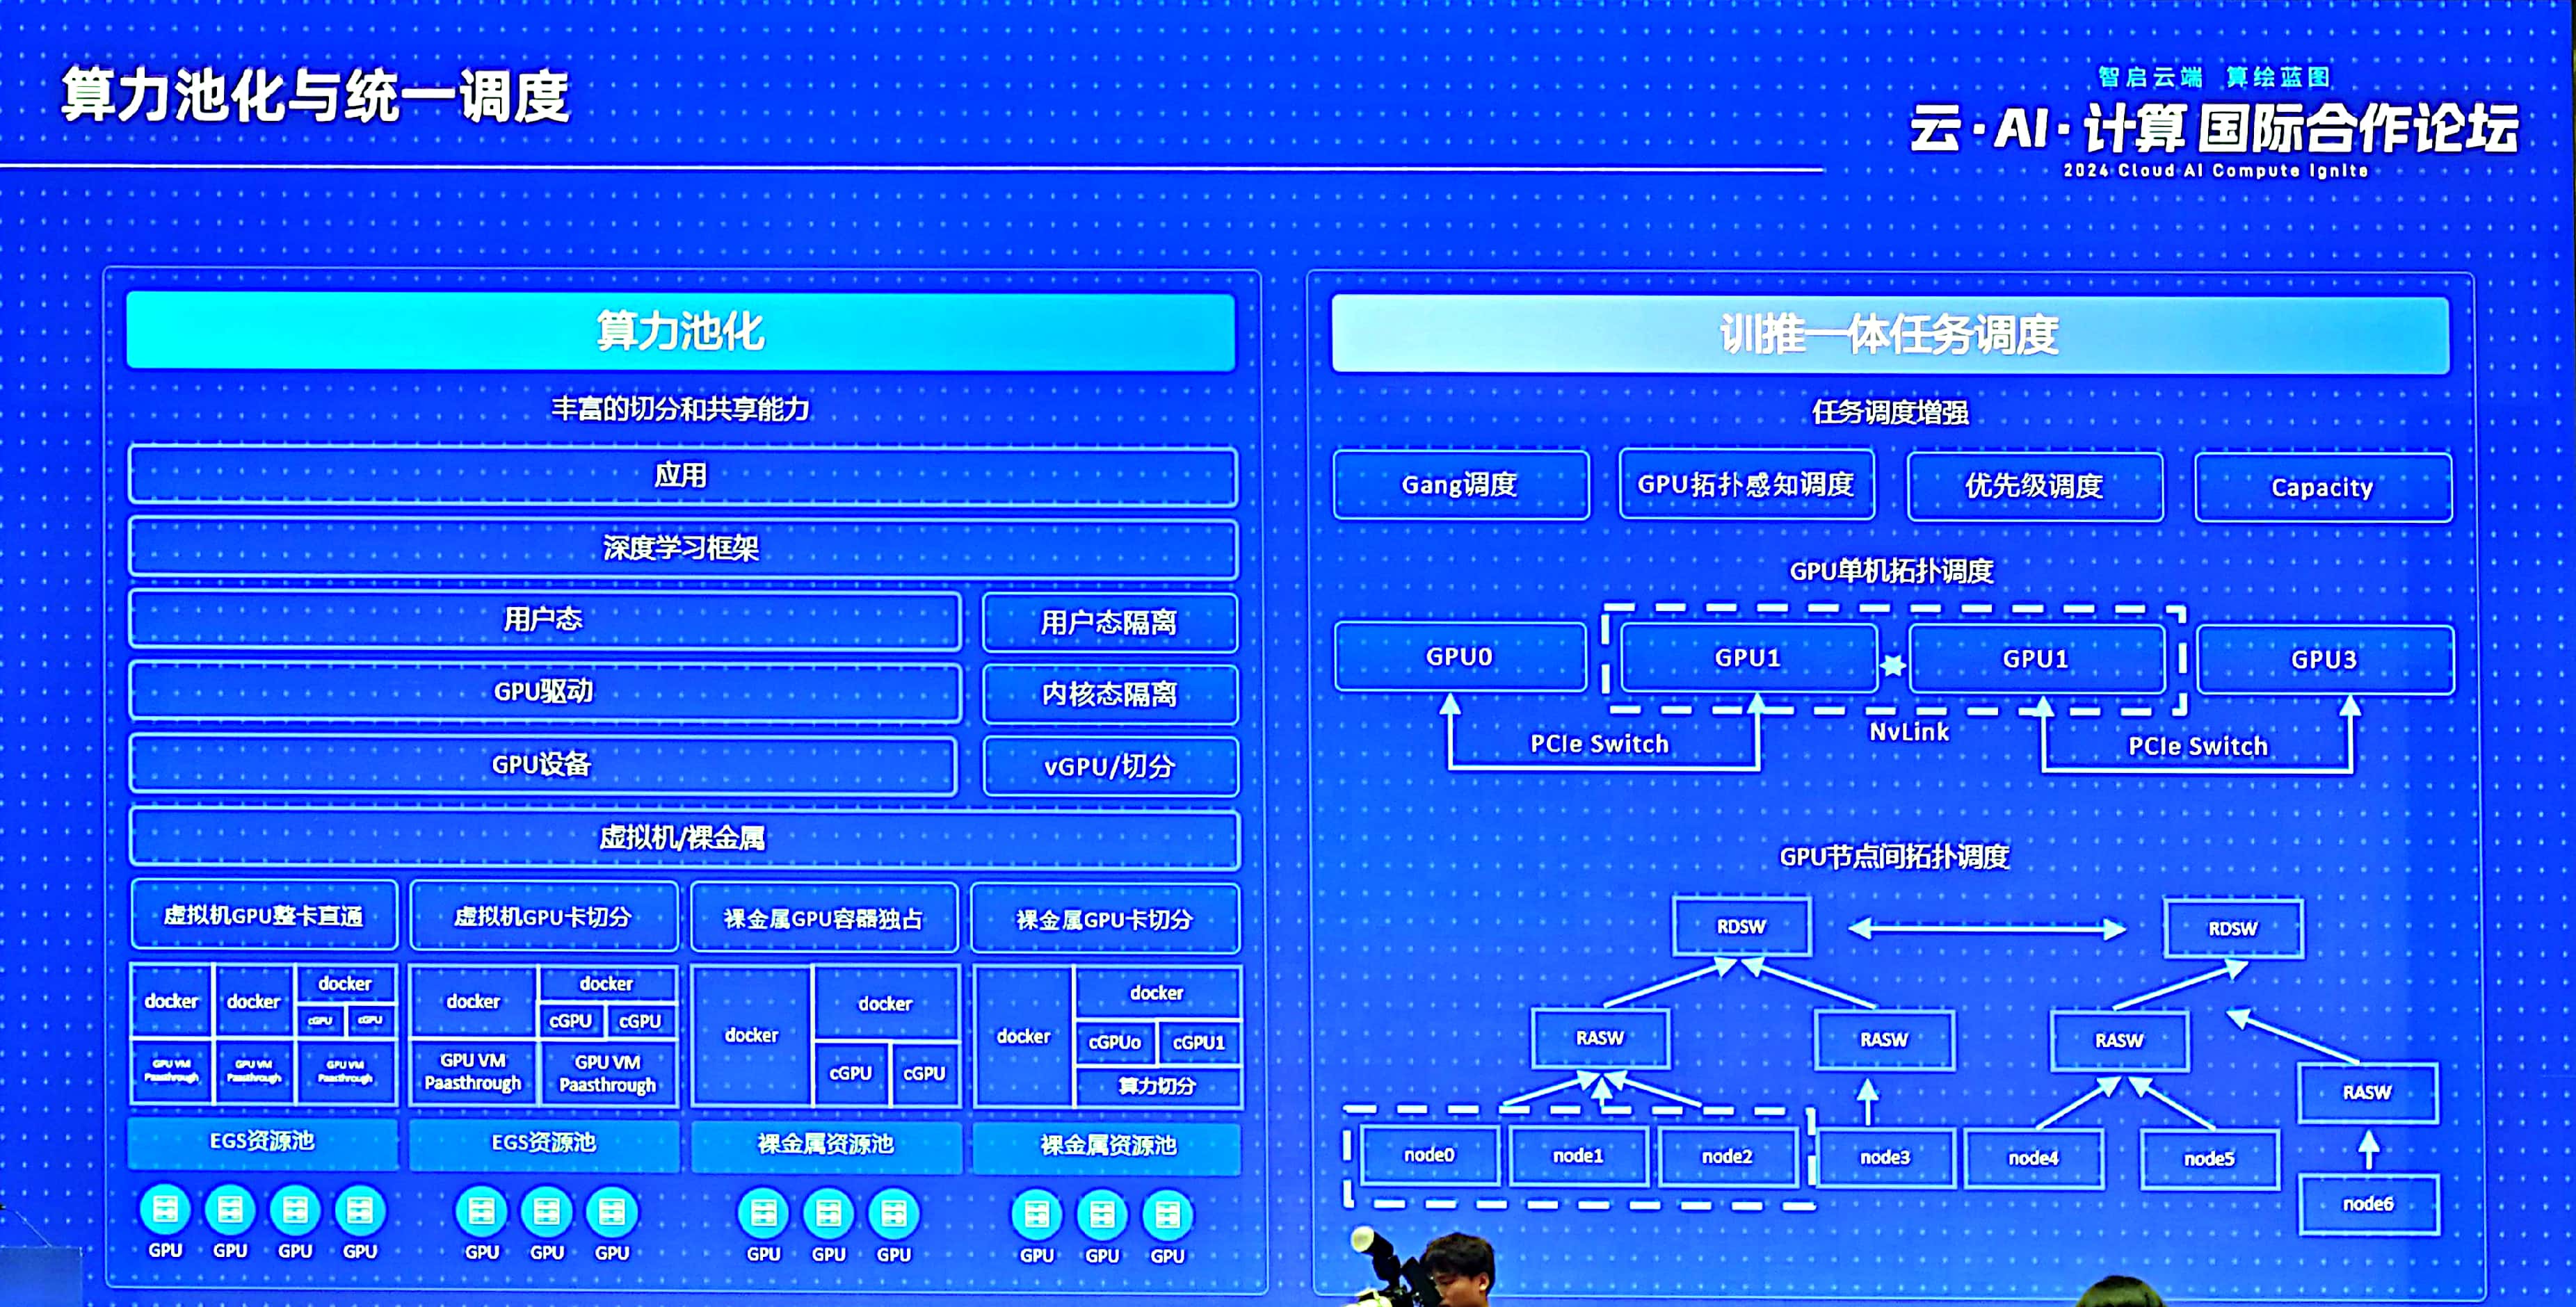 算力池化与统一调度
智启云端 算绘蓝图
云·AI·计算 国际合作论坛
2024 Cloud AI Compute Ignite
算力池化
丰富的切分和共享能力
应用
深度学习框架
用户态
用户态隔离
GPU驱动
内核态隔离
GPU设备
vGPU/切分
虚拟机/裸金属
虚拟机GPU整卡直通
虚拟机GPU卡切分
裸金属GPU容器独占
裸金属GPU卡切分
docker
docker
docker
cGPU
cGPU
GPU VM
Paasthrough
GPU VM
Paasthrough
GPU VM
Paasthrough
docker
docker
cGPU
cGPU
GPU VM
Paasthrough
GPU VM
Paasthrough
docker
docker
cGPU
cGPU
docker
docker
cGPUo
cGPU1
算力切分
EGS资源池
EGS资源池
裸金属资源池
裸金属资源池
GPU
GPU
GPU
GPU
GPU
GPU
GPU
GPU
GPU
GPU
GPU
GPU
GPU
训推一体任务调度
任务调度增强
Gang调度
GPU拓扑感知调度
优先级调度
Capacity
GPU单机拓扑调度
GPU0
GPU1
GPU1
GPU3
PCIe Switch
NvLink
PCIe Switch
GPU节点间拓扑调度
RDSW
RDSW
RASW
RASW
RASW
RASW
node0
node1
node2
node3
node4
node5
node6